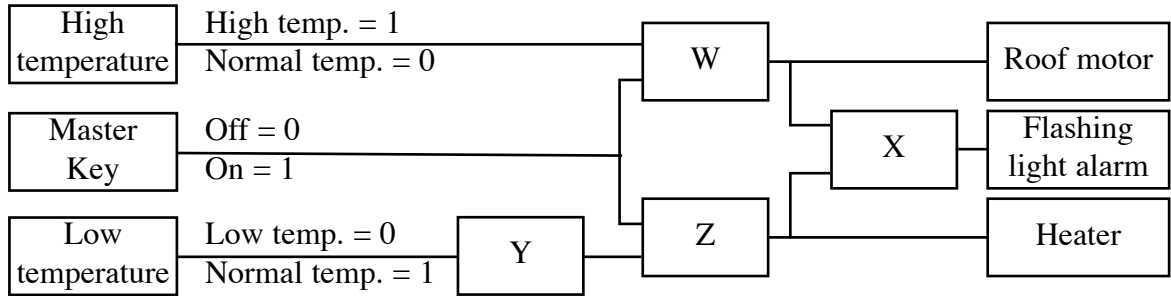 High
temperature
High temp. = 1
Normal temp. = 0
W
Roof motor
Master
Key
Off = 0
On = 1
X
Flashing
light alarm
Low
temperature
Low temp. = 0
Normal temp. = 1
Y
Z
Heater